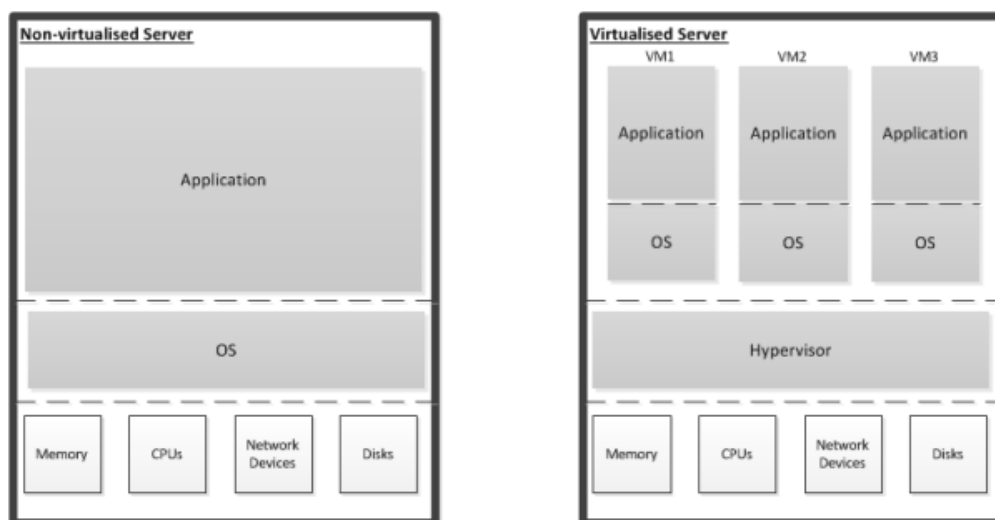 Non-virtualised Server
Application
OS
Memory
CPUs
Network
Devices
Disks
Virtualised Server
VM1 VM2 VM3
Application Application Application
OS OS OS
Hypervisor
Memory
CPUs
Network
Devices
Disks